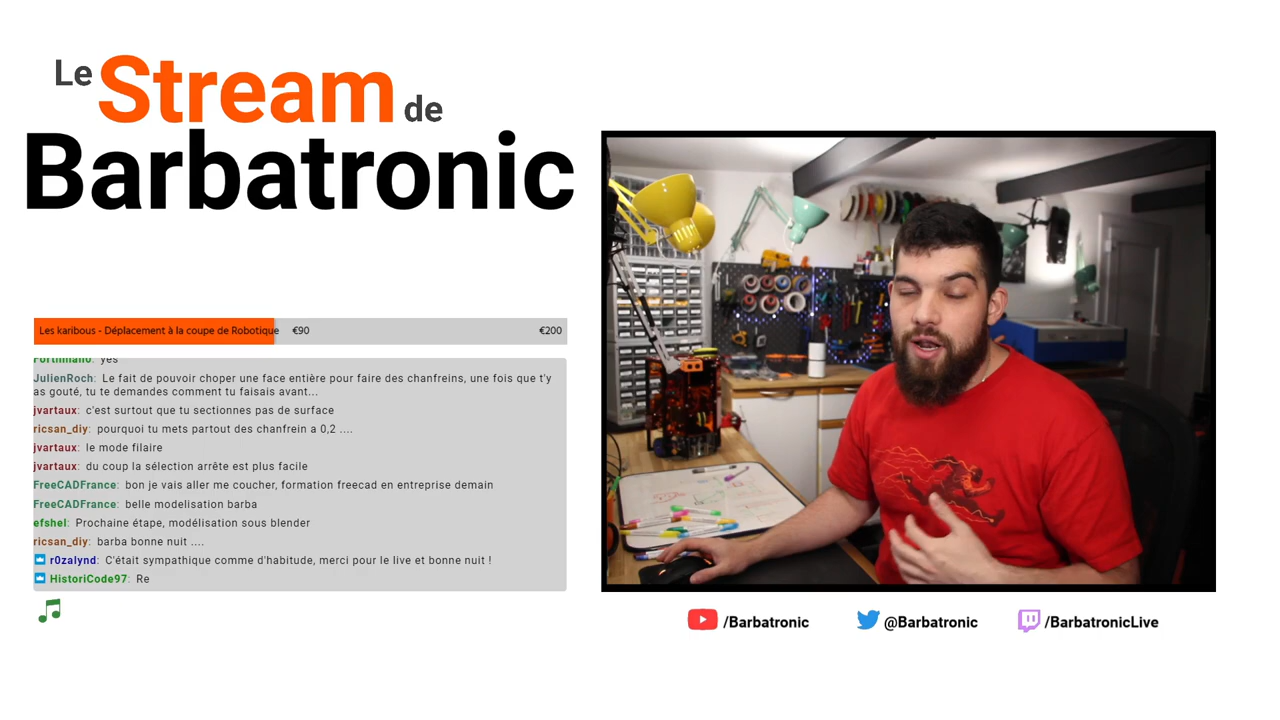 Le Stream de
Barbatronic
Les karibous - Déplacement à la coupe de Robotique €90 €200
yes
JulienRoch: Le fait de pouvoir choper une face entière pour faire des chanfreins, une fois que t'y
as gouté, tu te demandes comment tu faisais avant...
jvartaux: c'est surtout que tu sectionnes pas de surface
ricsan_diy: pourquoi tu mets partout des chanfrein a 0,2 ....
jvartaux: le mode filaire
jvartaux: du coup la sélection arrête est plus facile
FreeCADFrance: bon je vais aller me coucher, formation freecad en entreprise demain
FreeCADFrance: belle modelisation barba
efshel: Prochaine étape, modélisation sous blender
ricsan_diy: barba bonne nuit ....
r0zalynd: C'était sympathique comme d'habitude, merci pour le live et bonne nuit !
HistoriCode97: Re
/Barbatronic @Barbatronic /BarbatronicLive